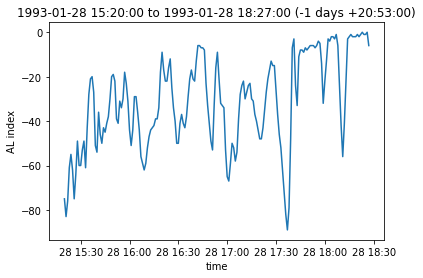 1993-01-28 15:20:00 to 1993-01-28 18:27:00 (-1 days +20:53:00)
0
−20
−40
−60
−80
AL index
28 15:30 28 16:00 28 16:30 28 17:00 28 17:30 28 18:00 28 18:30
time